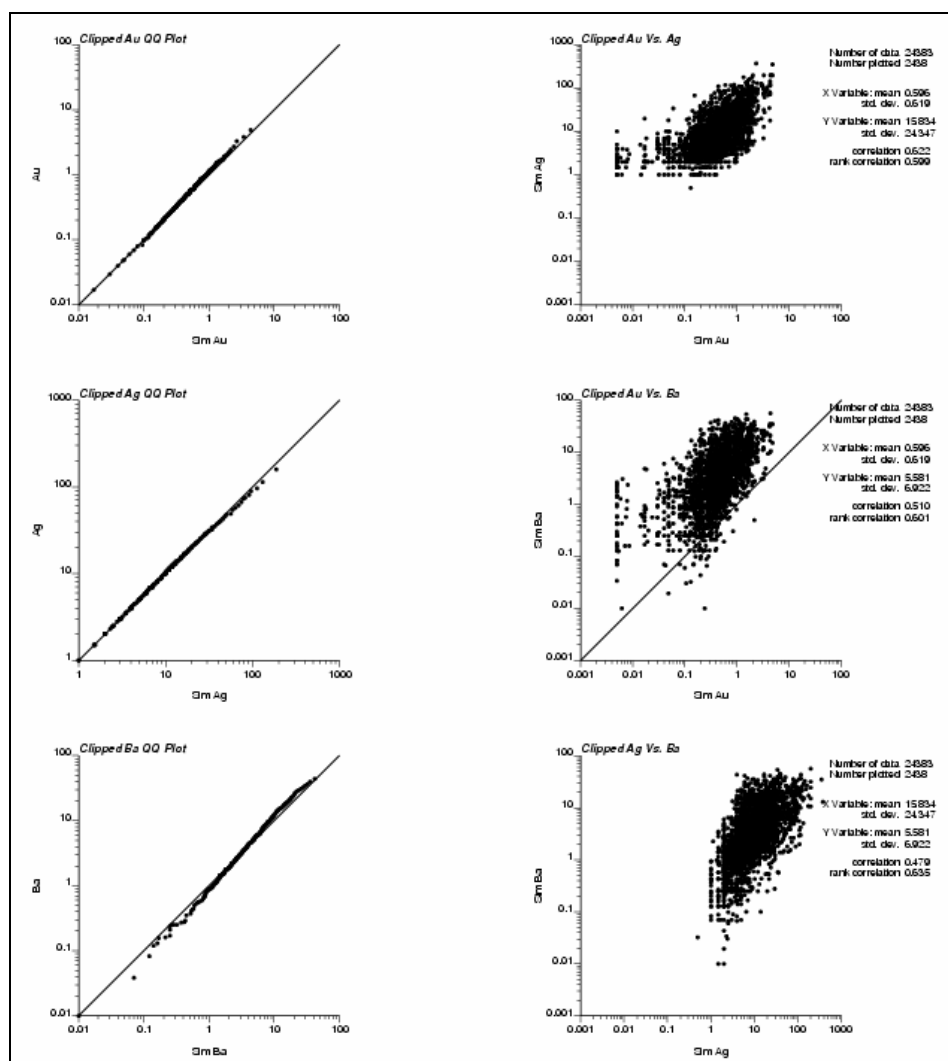 Clipped Au QQ Plot
100
10
1
0.1
0.01
Au
0.01
0.1
1
10
100
Sim Au
Clipped Au Vs. Ag
1000
100
10
1
0.1
0.01
0.001
Sim Ag
0.001
0.01
0.1
1
10
100
Sim Au
Number of data 24383
Number plotted 2438
X Variable: mean 0.596
std. dev. 0.619
Y Variable: mean 15.834
std. dev. 24.347
correlation 0.622
rank correlation 0.599
Clipped Ag QQ Plot
1000
100
10
1
Ag
1
10
100
1000
Sim Ag
Clipped Au Vs. Ba
100
10
1
0.1
0.01
0.001
Sim Ba
0.001
0.01
0.1
1
10
100
Sim Au
Number of data 24383
Number plotted 2438
X Variable: mean 0.596
std. dev. 0.619
Y Variable: mean 5.581
std. dev. 6.922
correlation 0.510
rank correlation 0.601
Clipped Ba QQ Plot
100
10
1
0.1
0.01
Ba
0.01
0.1
1
10
100
Sim Ba
Clipped Ag Vs. Ba
100
10
1
0.1
0.01
0.001
Sim Ba
0.001
0.01
0.1
1
10
100
1000
Sim Ag
Number of data 24383
Number plotted 2438
X Variable: mean 15.834
std. dev. 24.347
Y Variable: mean 5.581
std. dev. 6.922
correlation 0.479
rank correlation 0.635